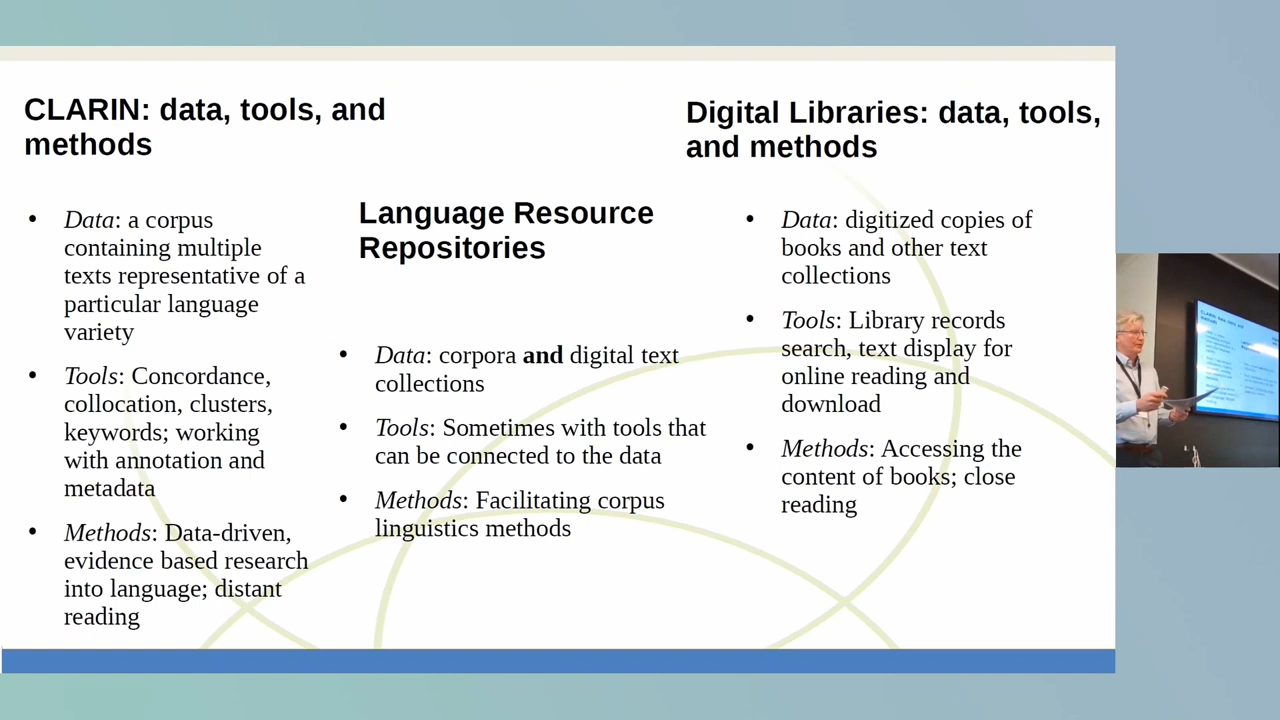 CLARIN: data, tools, and
methods
• Data: a corpus
containing multiple
texts representative of a
particular language
variety
• Tools: Concordance,
collocation, clusters,
keywords; working
with annotation and
metadata
• Methods: Data-driven,
evidence based research
into language; distant
reading
Language Resource
Repositories
• Data: corpora and digital text
collections
• Tools: Sometimes with tools that
can be connected to the data
• Methods: Facilitating corpus
linguistics methods
Digital Libraries: data, tools,
and methods
• Data: digitized copies of
books and other text
collections
• Tools: Library records
search, text display for
online reading and
download
• Methods: Accessing the
content of books; close
reading